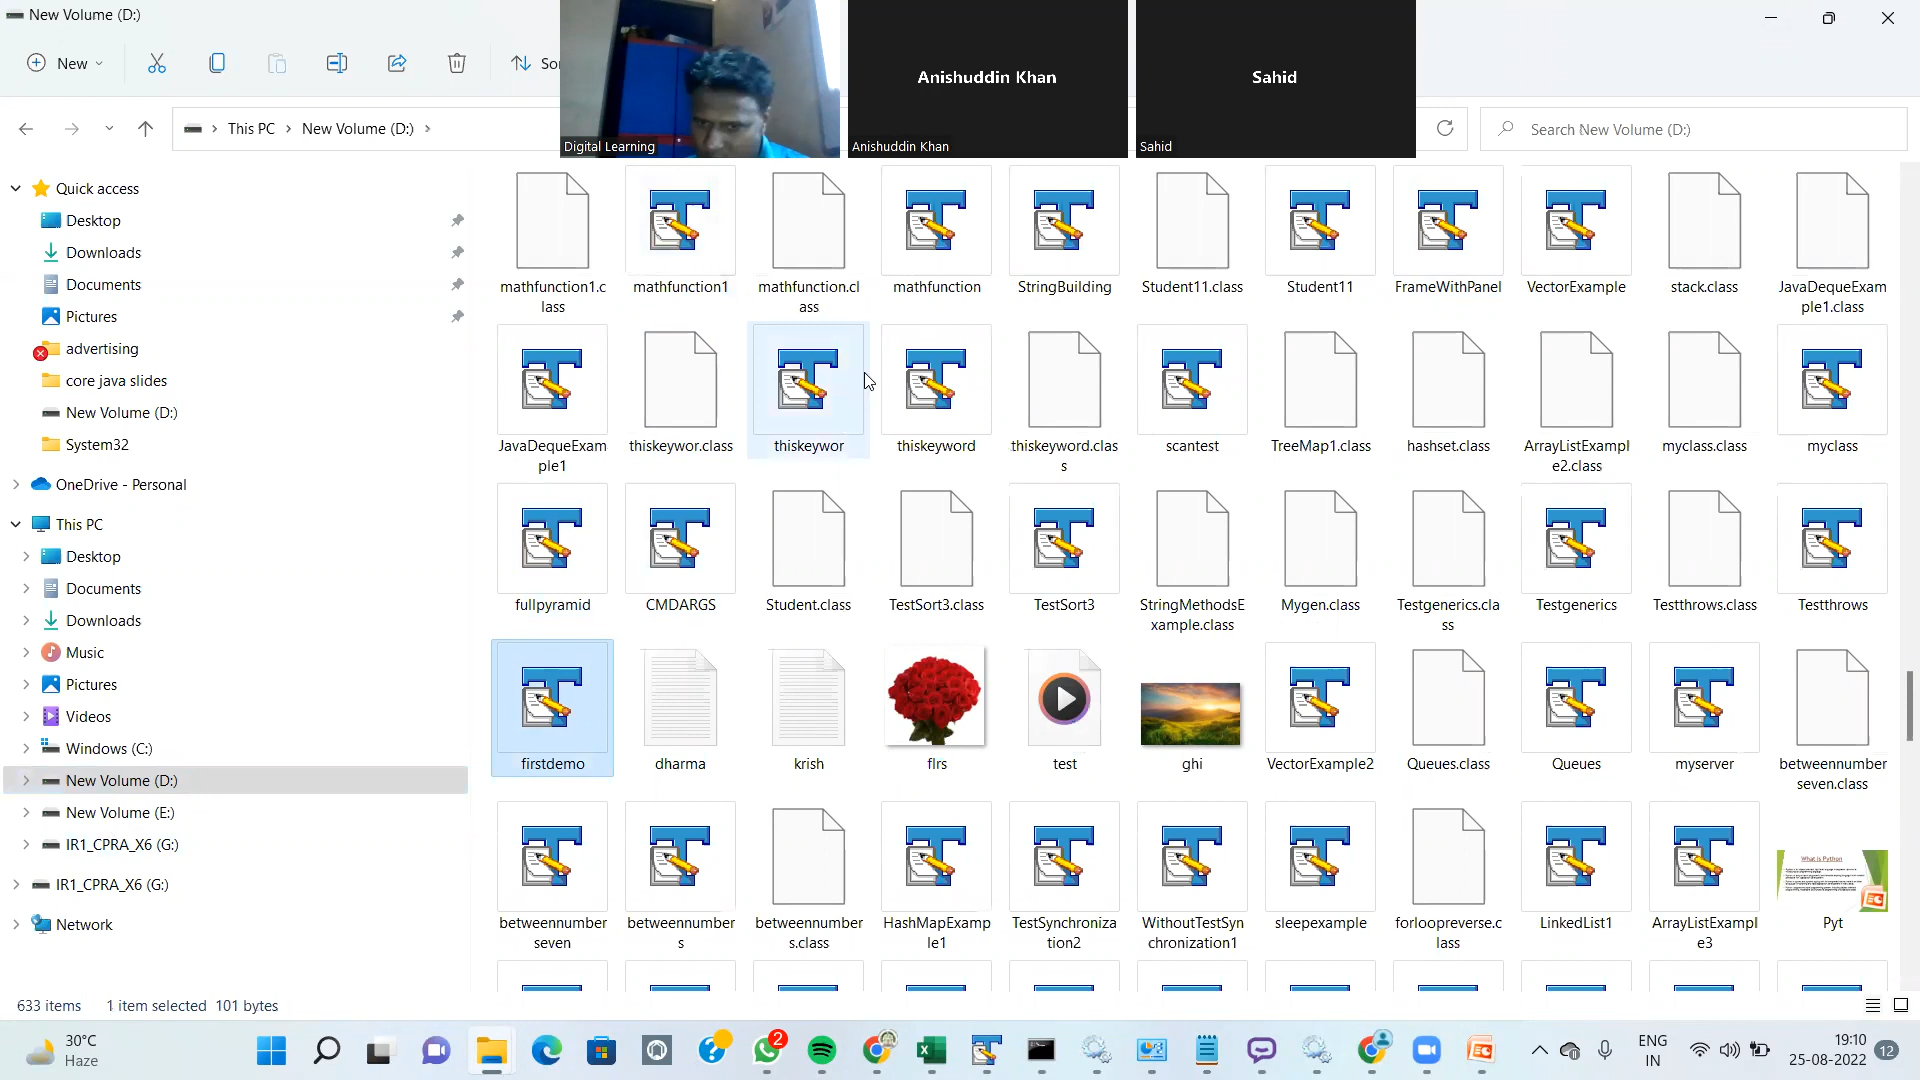 New Volume (D:)
New
So
This PC
New Volume (D:)
Search New Volume (D:)
Digital Learning
Anishuddin Khan
Anishuddin Khan
Sahid
Sahid
Quick access
Desktop
Downloads
Documents
Pictures
advertising
core java slides
New Volume (D:)
System32
OneDrive - Personal
This PC
Desktop
Documents
Downloads
Music
Pictures
Videos
Windows (C:)
New Volume (D:)
New Volume (E:)
IR1_CPRA_X6 (G:)
IR1_CPRA_X6 (G:)
Network
mathfunction1.c
lass
mathfunction1
mathfunction.cl
ass
mathfunction
StringBuilding
Student11.class
Student11
FrameWithPanel
VectorExample
stack.class
JavaDequeExam
ple1.class
JavaDequeExam
ple1
thiskeywor.class
thiskeywor
thiskeyword
thiskeyword.clas
s
scantest
TreeMap1.class
hashset.class
ArrayListExampl
e2.class
myclass.class
myclass
fullpyramid
CMDARGS
Student.class
TestSort3.class
TestSort3
StringMethodsE
xample.class
Mygen.class
Testgenerics.cla
ss
Testgenerics
Testthrows.class
Testthrows
firstdemo
dharma
krish
flrs
test
ghi
VectorExample2
Queues.class
Queues
myserver
betweennumber
seven.class
betweennumber
seven
betweennumber
s
betweennumber
s.class
HashMapExamp
le1
TestSynchroniza
tion2
WithoutTestSyn
chronization1
sleepexample
forloopreverse.c
lass
LinkedList1
ArrayListExampl
e3
What is Python
Pyt
633 items
1 item selected 101 bytes
30°C
Haze
2
ENG
IN
19:10
25-08-2022
12